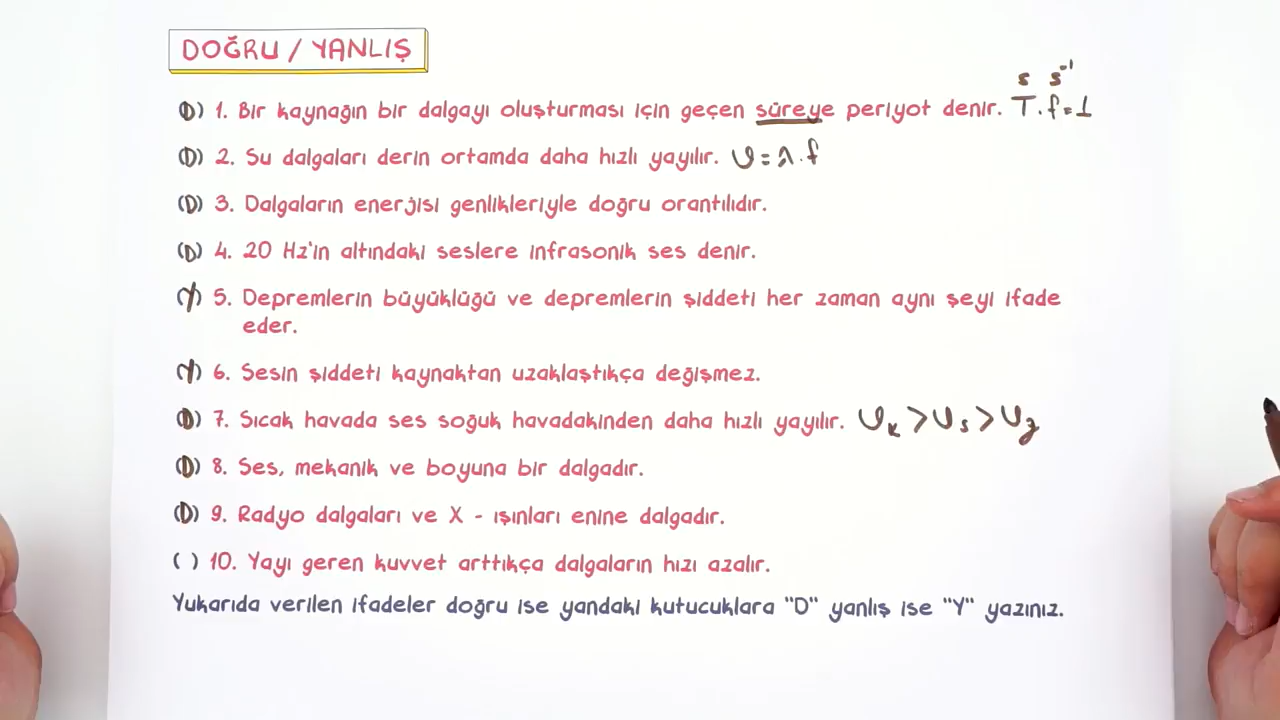 DOĞRU / YANLIŞ
s s⁻¹
(D) 1. Bir kaynağın bir dalgayı oluşturması için geçen süreye periyot denir. T.f=1
(D) 2. Su dalgaları derin ortamda daha hızlı yayılır. υ=λ.f
(D) 3. Dalgaların enerjisi genlikleriyle doğru orantılıdır.
(D) 4. 20 Hz'in altındaki seslere infrasonik ses denir.
(Y) 5. Depremlerin büyüklüğü ve depremlerin şiddeti her zaman aynı şeyi ifade
eder.
(Y) 6. Sesin şiddeti kaynaktan uzaklaştıkça değişmez.
(D) 7. Sıcak havada ses soğuk havadakinden daha hızlı yayılır. υk > υs > υg
(D) 8. Ses, mekanik ve boyuna bir dalgadır.
(D) 9. Radyo dalgaları ve X - ışınları enine dalgadır.
( ) 10. Yayı geren kuvvet arttıkça dalgaların hızı azalır.
Yukarıda verilen ifadeler doğru ise yandaki kutucuklara "D" yanlış ise "Y" yazınız.